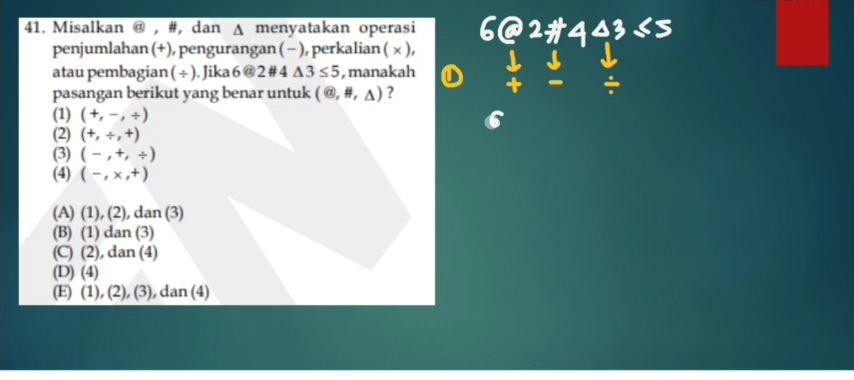 41. Misalkan @ , #, dan Δ menyatakan operasi
penjumlahan (+), pengurangan (−), perkalian ( × ),
atau pembagian ( ÷ ). Jika 6 @ 2 # 4 Δ 3 ≤ 5, manakah
pasangan berikut yang benar untuk ( @, #, Δ ) ?
(1) ( +, −, ÷)
(2) (+, ÷, +)
(3) ( − , +, ÷)
(4) ( −, × ,+ )
(A) (1), (2), dan (3)
(B) (1) dan (3)
(C) (2), dan (4)
(D) (4)
(E) (1), (2), (3), dan (4)
6@2#4Δ3≤5
↓ ↓ ↓
① + − ÷
6